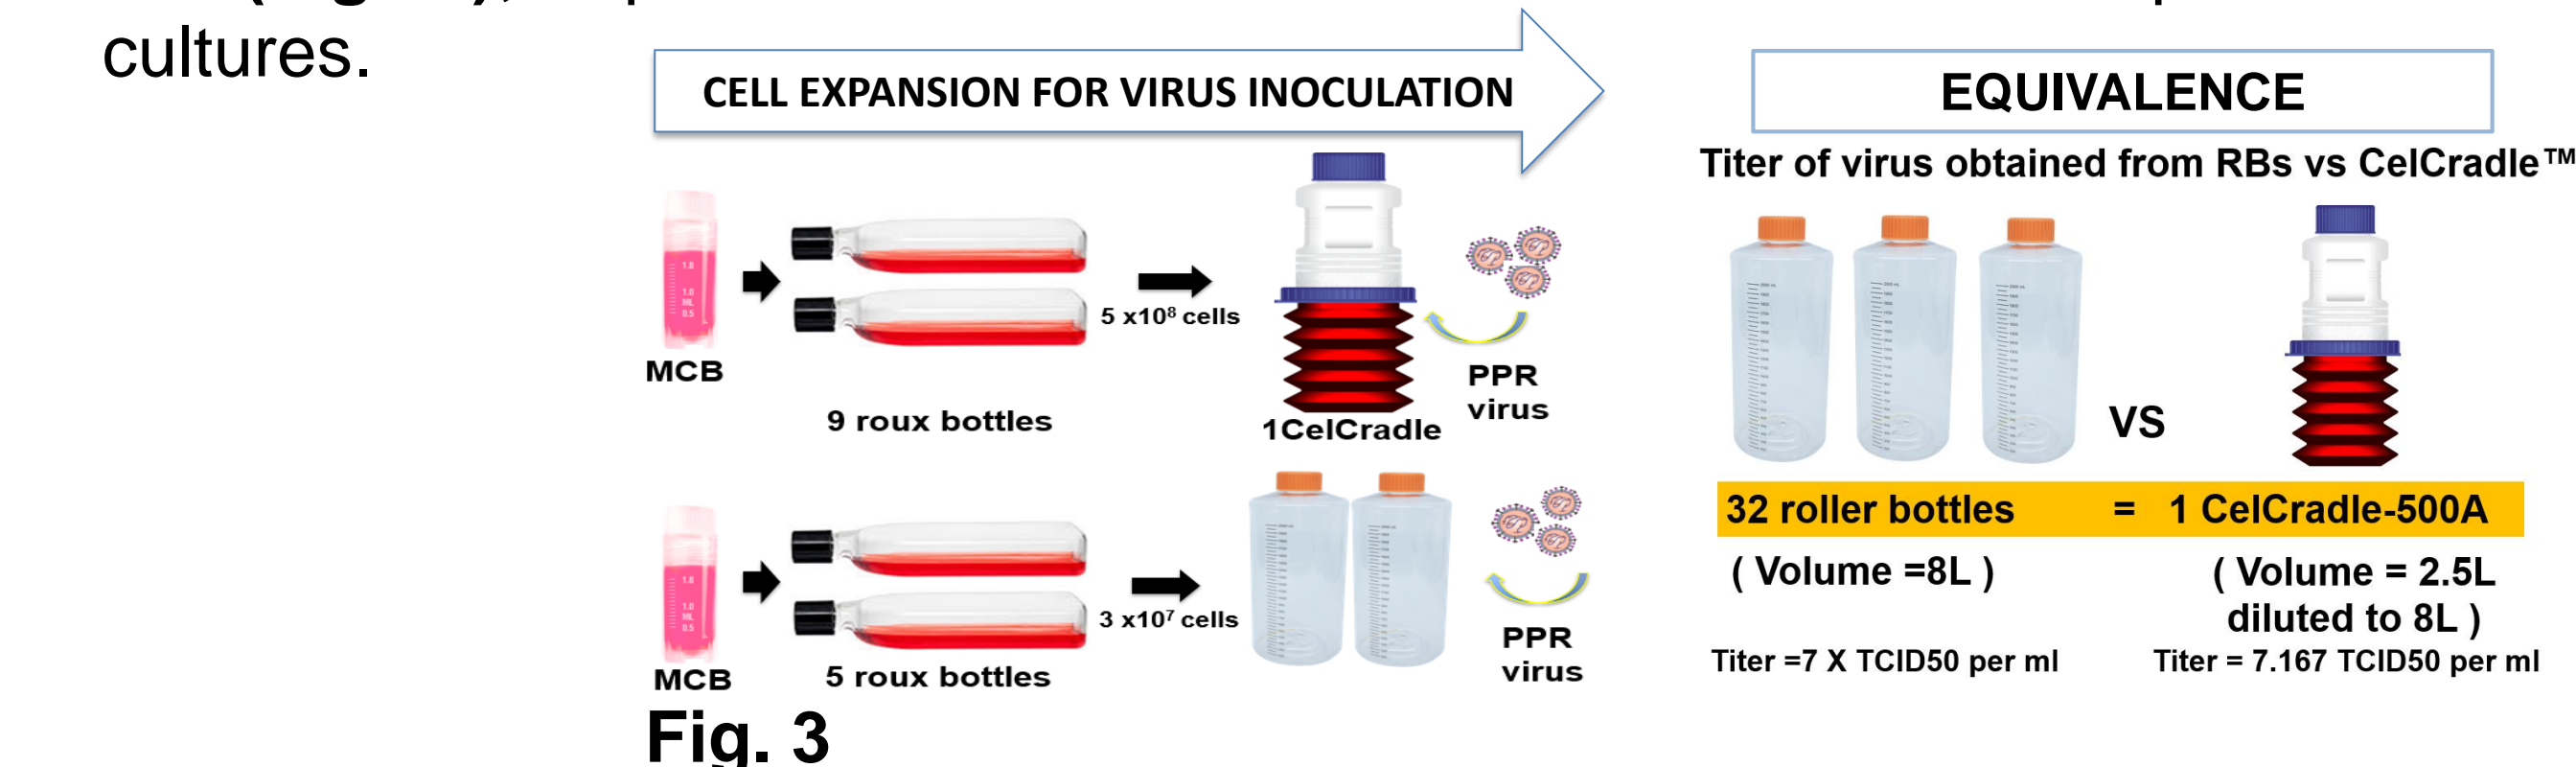 cultures.
CELL EXPANSION FOR VIRUS INOCULATION
MCB
9 roux bottles
5 x10⁸ cells
1CelCradle
PPR
virus
MCB
5 roux bottles
3 x10⁷ cells
PPR
virus
Fig. 3
EQUIVALENCE
Titer of virus obtained from RBs vs CelCradle™
VS
32 roller bottles = 1 CelCradle-500A
( Volume =8L )
( Volume = 2.5L
diluted to 8L )
Titer =7 X TCID50 per ml
Titer = 7.167 TCID50 per ml